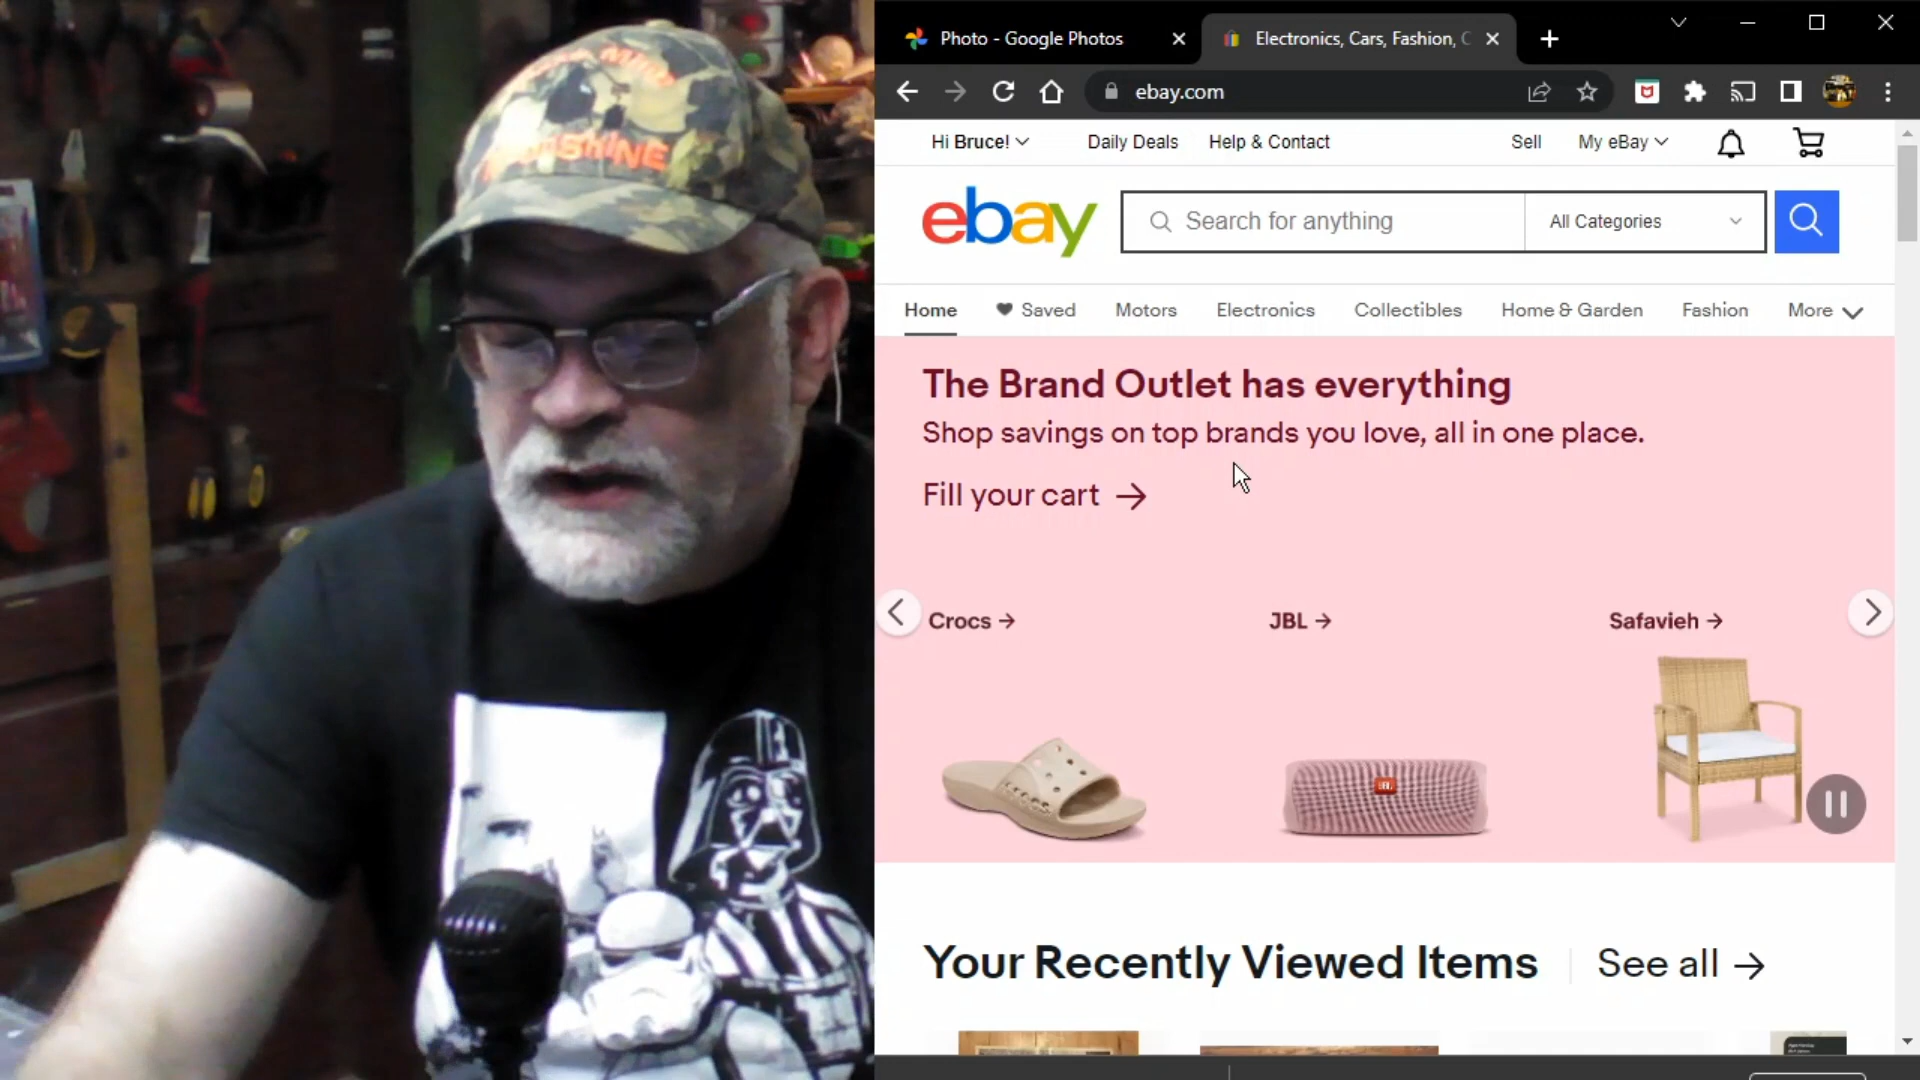 SHINE
Photo - Google Photos
Electronics, Cars, Fashion, C
ebay.com
Hi Bruce!
Daily Deals
Help & Contact
Sell
My eBay
ebay
Search for anything
All Categories
Home
Saved
Motors
Electronics
Collectibles
Home & Garden
Fashion
More
The Brand Outlet has everything
Shop savings on top brands you love, all in one place.
Fill your cart →
Crocs →
JBL →
Safavieh →
JBL
Your Recently Viewed Items
See all →